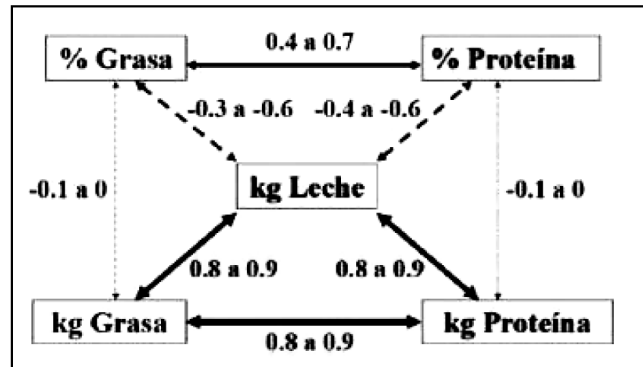 0.4 a 0.7
% Grasa
% Proteína
-0.3 a -0.6
-0.4 a -0.6
kg Leche
-0.1 a 0
-0.1 a 0
0.8 a 0.9
0.8 a 0.9
kg Grasa
kg Proteína
0.8 a 0.9